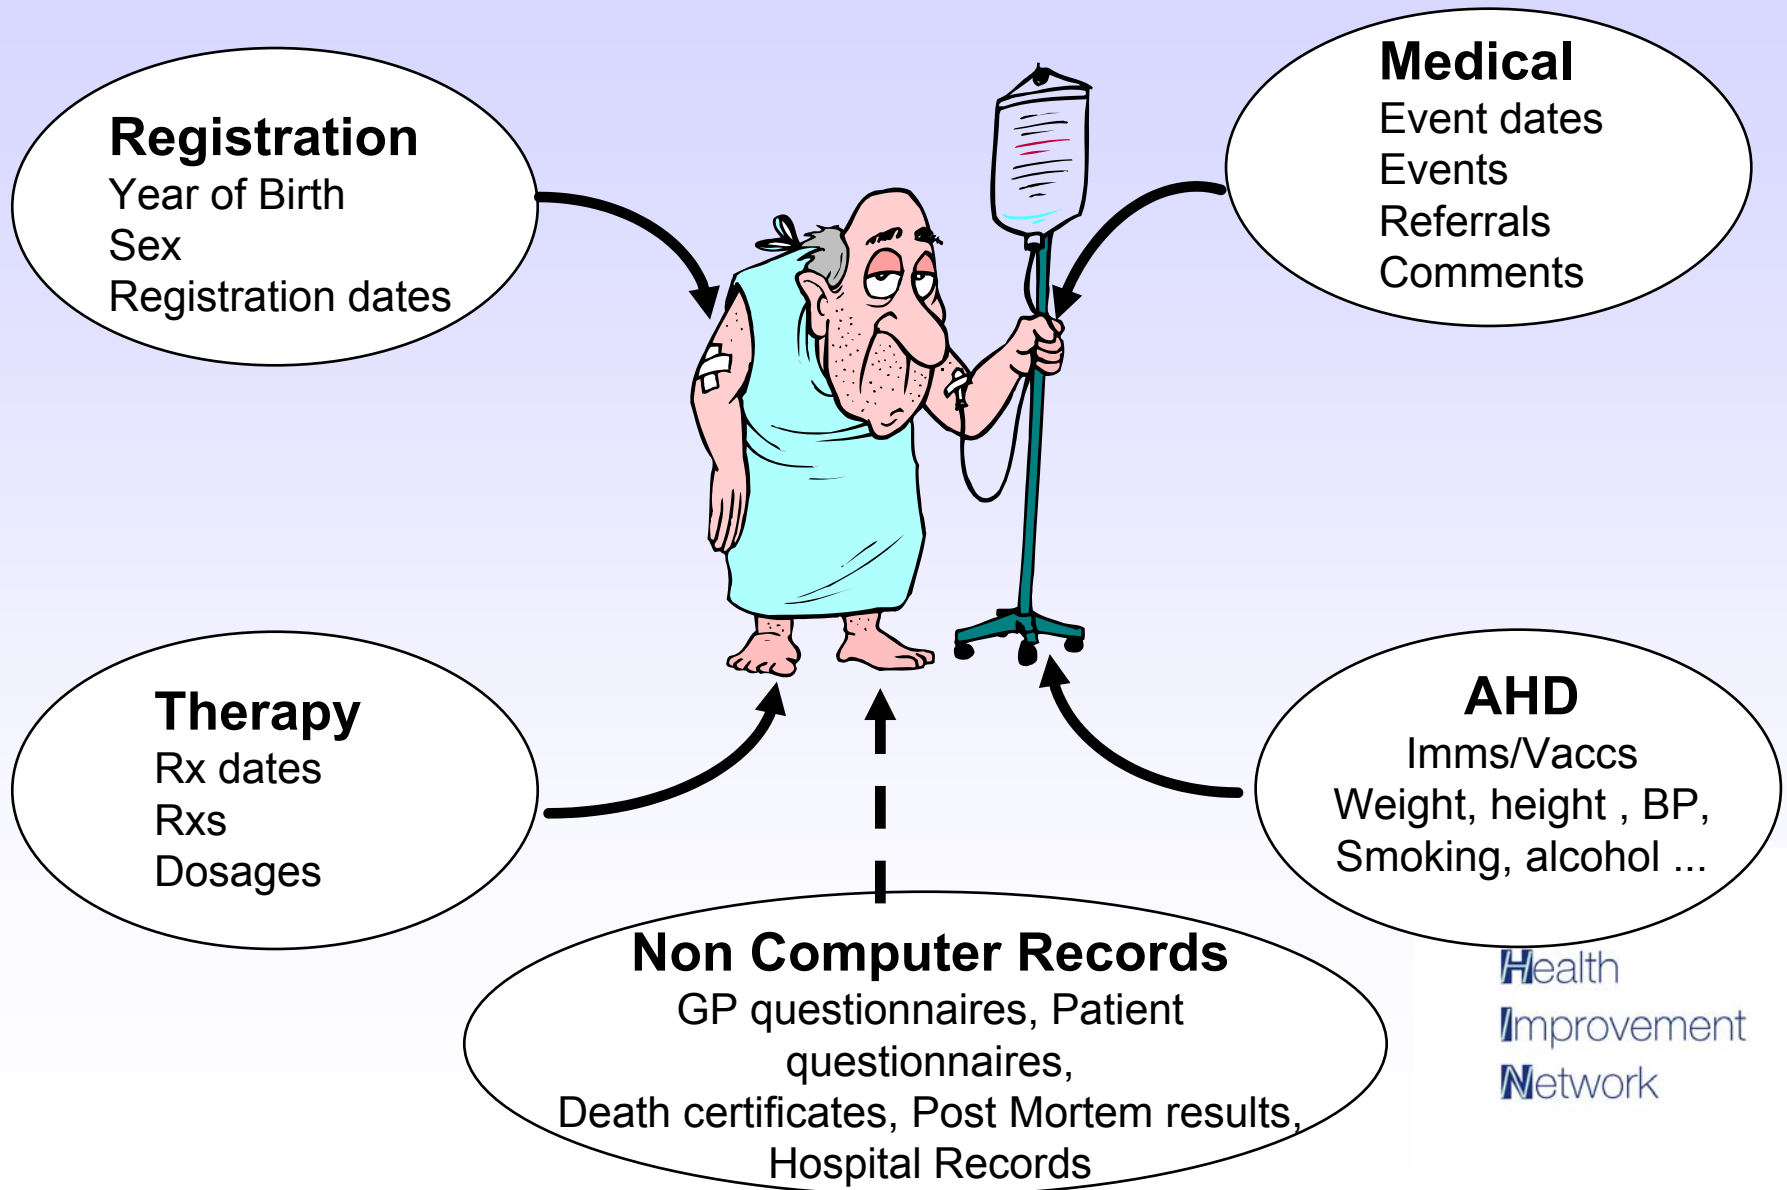 Registration
Year of Birth
Sex
Registration dates
Medical
Event dates
Events
Referrals
Comments
Therapy
Rx dates
Rxs
Dosages
AHD
Imms/Vaccs
Weight, height , BP,
Smoking, alcohol ...
Non Computer Records
GP questionnaires, Patient
questionnaires,
Death certificates, Post Mortem results,
Hospital Records
Health
Improvement
Network